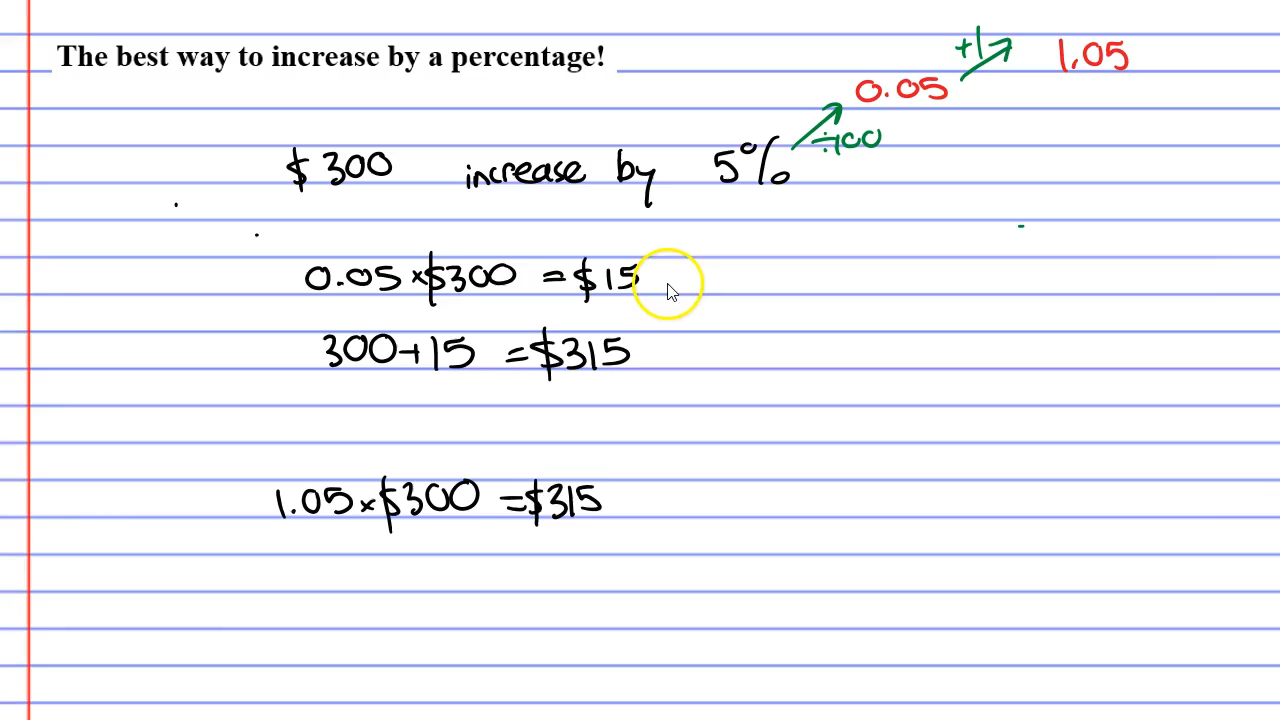 The best way to increase by a percentage!
+1 1.05
0.05
÷100
$300 increase by 5%
0.05 × $300 = $15
300 + 15 = $315
1.05 × $300 = $315